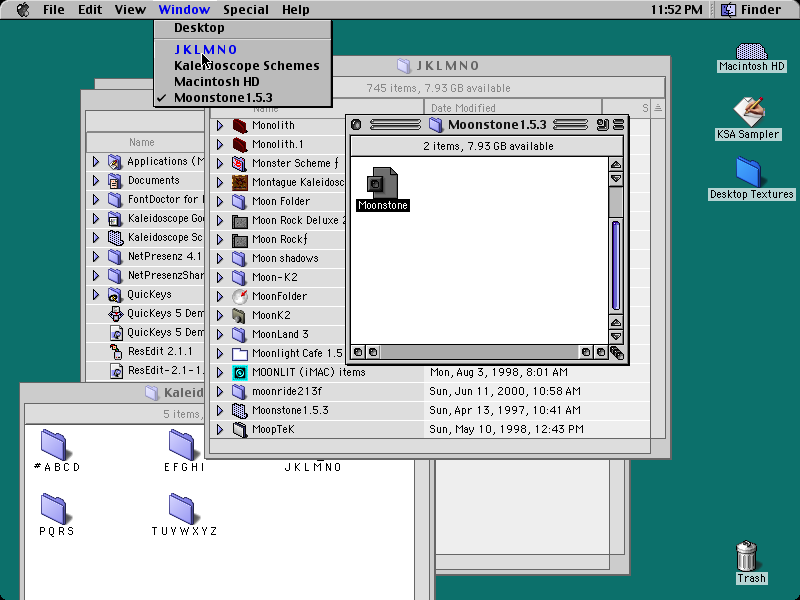 File Edit View Window Special Help 11:52 PM Finder
Desktop
JKLMNO
Kaleidoscope Schemes
Macintosh HD
✓ Moonstone1.5.3
JKLMNO
745 items, 7.93 GB available
Name Date Modified S
Monolith
Monolith.1
Monster Scheme ƒ
Montague Kaleidosc
Moon Folder
Moon Rock Deluxe 2
Moon Rockƒ
Moon shadows
Moon-K2
MoonFolder
MoonK2
MoonLand 3
Moonlight Cafe 1.5
MOONLIT (iMAC) items Mon, Aug 3, 1998, 8:01 AM
moonride213f Sun, Jun 11, 2000, 10:58 AM
Moonstone1.5.3 Sun, Apr 13, 1997, 10:41 AM
MoopTeK Sun, May 10, 1998, 12:43 PM
Moonstone1.5.3
2 items, 7.93 GB available
Moonstone
Name
Applications (M
Documents
FontDoctor for
Kaleidoscope Go
Kaleidoscope Sc
NetPresenz 4.1
NetPresenzShar
QuicKeys
QuicKeys 5 Dem
QuicKeys 5 Dem
ResEdit 2.1.1
ResEdit-2.1-1.
Kaleid
5 items,
#ABCD EFGHI JKLMNO
PQRS TUVWXYZ
Macintosh HD
KSA Sampler
Desktop Textures
Trash